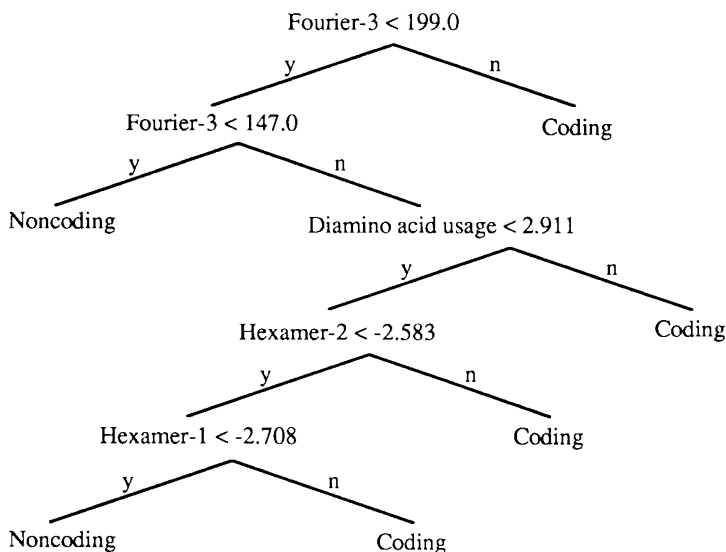 Fourier-3 < 199.0
y
n
Fourier-3 < 147.0
Coding
y
n
Noncoding
Diamino acid usage < 2.911
y
n
Hexamer-2 < -2.583
Coding
y
n
Hexamer-1 < -2.708
Coding
y
n
Noncoding
Coding